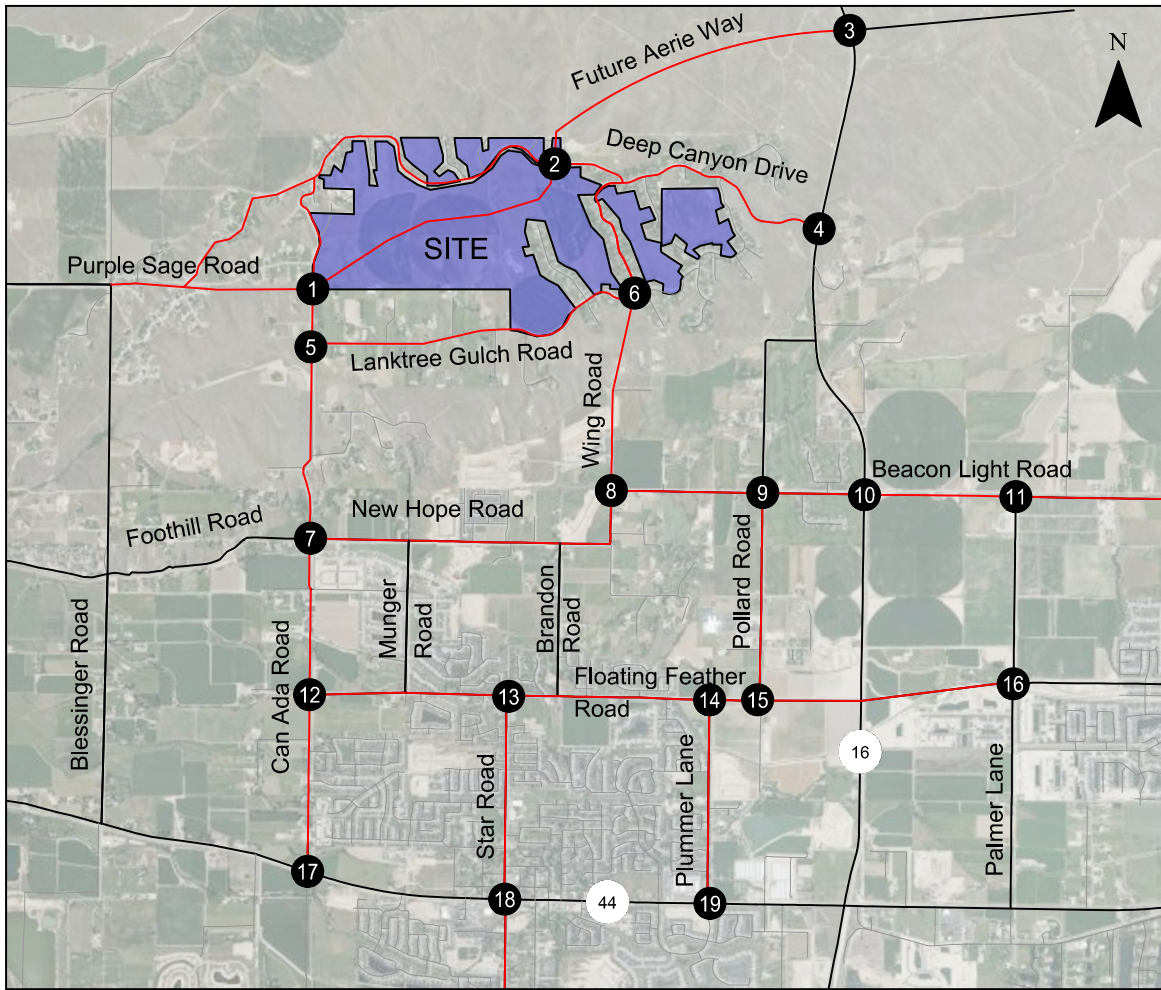 3
N
Future Aerie Way
2
Deep Canyon Drive
4
SITE
Purple Sage Road
1
6
5
Lanktree Gulch Road
Wing Road
8
9
10
Beacon Light Road
11
New Hope Road
Foothill Road
7
Munger
Road
Brandon
Road
Pollard Road
Blessinger Road
Can Ada Road
12
13
Floating Feather
Road
14
15
16
16
Star Road
Plummer Lane
Palmer Lane
17
18
44
19